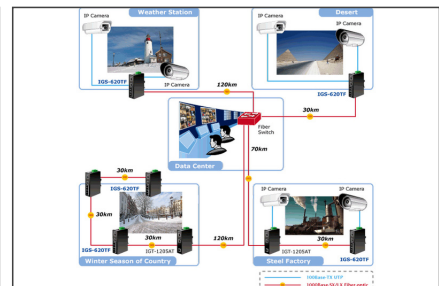 Weather Station
IP Camera
IP Camera
IGS-620TF
Desert
IP Camera
IP Camera
IGS-620TF
120km
30km
Fiber
Switch
Data Center
70km
30km
IGS-620TF
30km
30km
IGS-620TF
IGT-1205AT
120km
Winter Season of Country
IP Camera
IP Camera
30km
IGT-1205AT
IGS-620TF
Steel Factory
100Base-TX UTP
1000Base-SX/LX Fiber optic